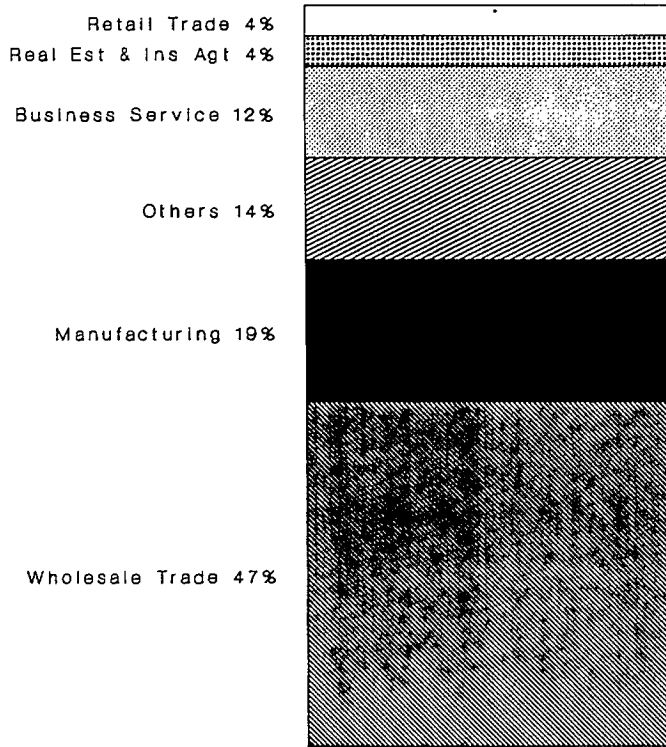 Retail Trade 4%
Real Est & Ins Agt 4%
Business Service 12%
Others 14%
Manufacturing 19%
Wholesale Trade 47%